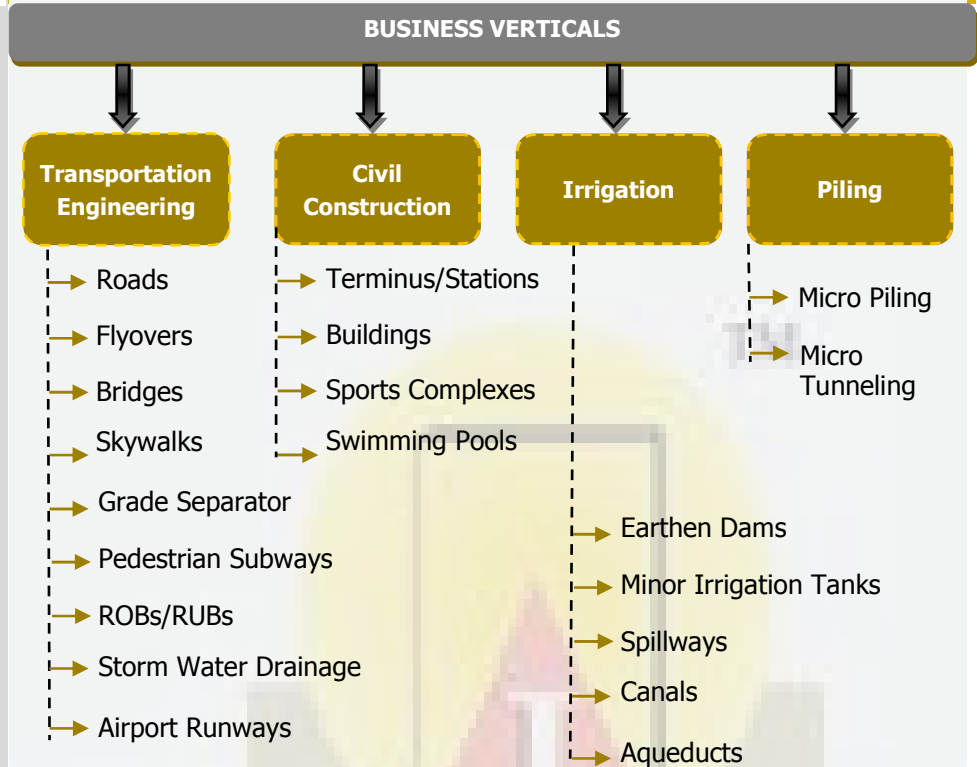 BUSINESS VERTICALS
Transportation
Engineering
Roads
Flyovers
Bridges
Skywalks
Grade Separator
Pedestrian Subways
ROBs/RUBs
Storm Water Drainage
Airport Runways
Civil
Construction
Terminus/Stations
Buildings
Sports Complexes
Swimming Pools
Irrigation
Earthen Dams
Minor Irrigation Tanks
Spillways
Canals
Aqueducts
Piling
Micro Piling
Micro
Tunneling
TM